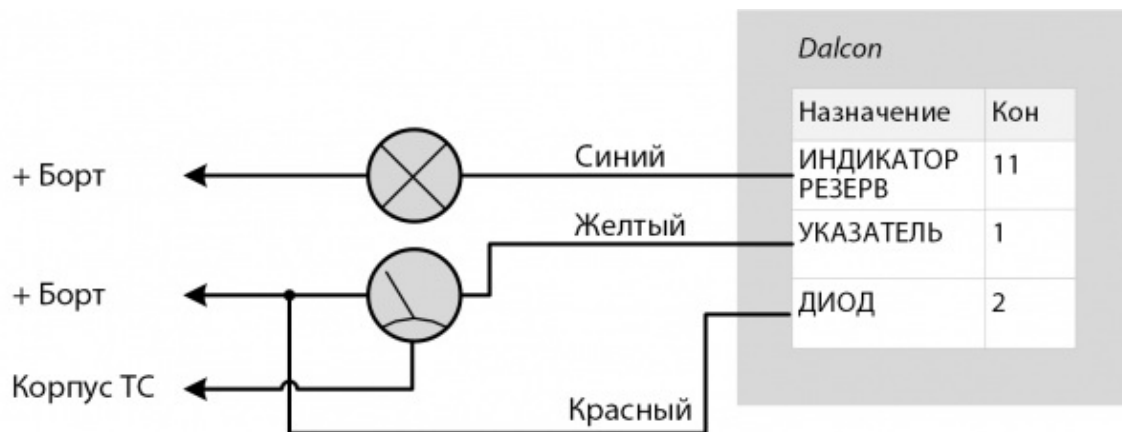 Dalcon
Назначение Кон
+ Борт
Синий
ИНДИКАТОР
РЕЗЕРВ
11
Желтый
УКАЗАТЕЛЬ 1
+ Борт
ДИОД 2
Корпус ТС
Красный